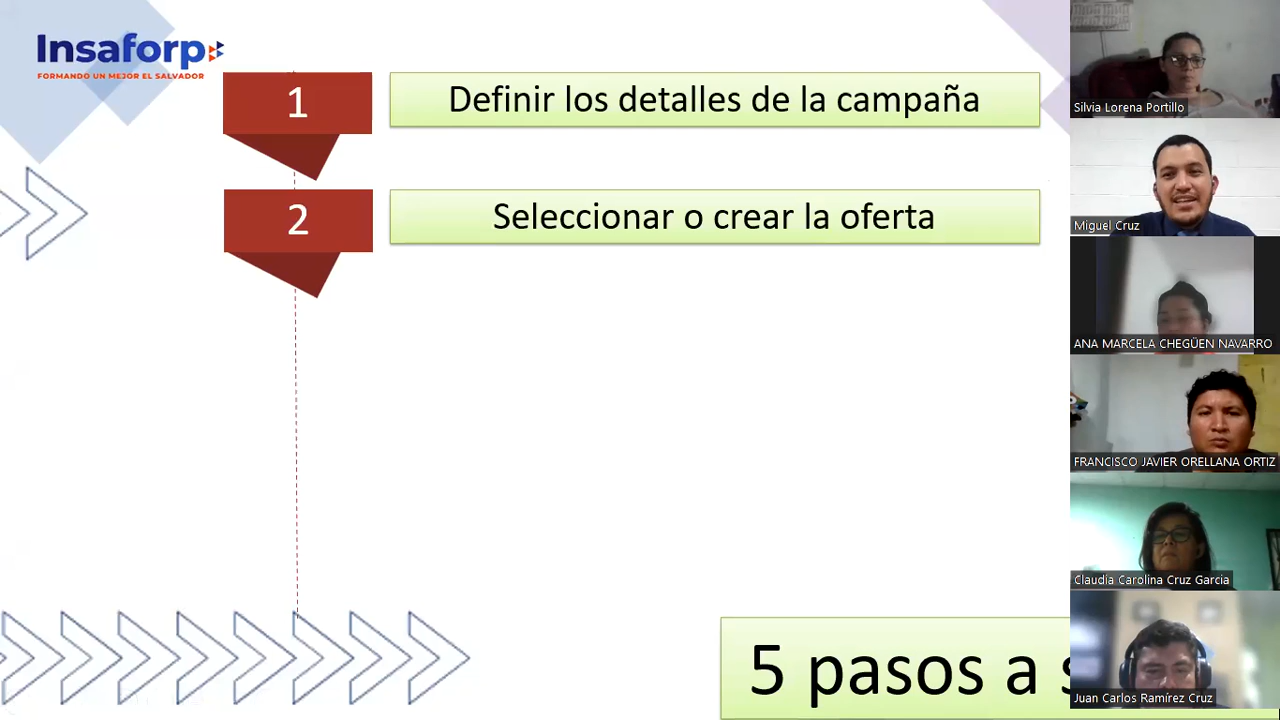 Insaforp
FORMANDO UN MEJOR EL SALVADOR
1
Definir los detalles de la campaña
2
Seleccionar o crear la oferta
5 pasos a
Silvia Lorena Portillo
Miguel Cruz
ANA MARCELA CHEGÜEN NAVARRO
FRANCISCO JAVIER ORELLANA ORTIZ
Claudia Carolina Cruz Garcia
Juan Carlos Ramírez Cruz